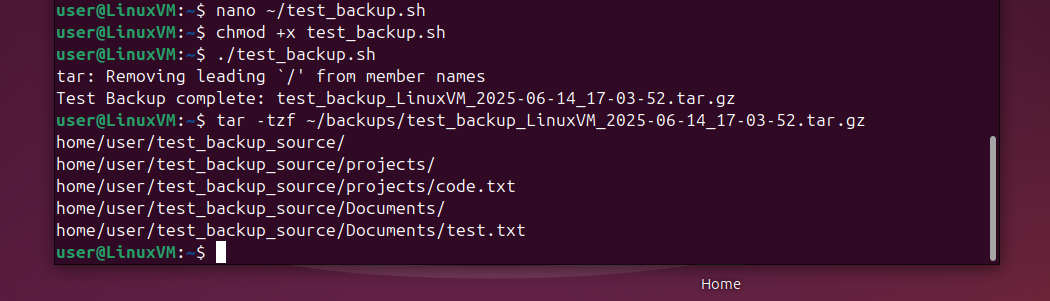 user@LinuxVM:~$ nano ~/test_backup.sh
user@LinuxVM:~$ chmod +x test_backup.sh
user@LinuxVM:~$ ./test_backup.sh
tar: Removing leading `/' from member names
Test Backup complete: test_backup_LinuxVM_2025-06-14_17-03-52.tar.gz
user@LinuxVM:~$ tar -tzf ~/backups/test_backup_LinuxVM_2025-06-14_17-03-52.tar.gz
home/user/test_backup_source/
home/user/test_backup_source/projects/
home/user/test_backup_source/projects/code.txt
home/user/test_backup_source/Documents/
home/user/test_backup_source/Documents/test.txt
user@LinuxVM:~$
Home